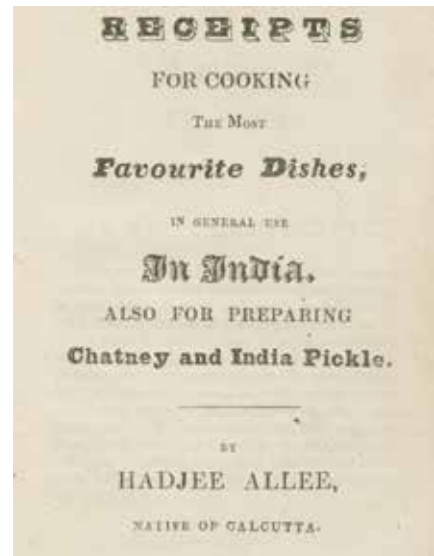 RECEIPTS
FOR COOKING
THE MOST
Favourite Dishes,
IN GENERAL USE
In India.
ALSO FOR PREPARING
Chatney and India Pickle.
BY
HADJEE ALLEE,
NATIVE OF CALCUTTA.